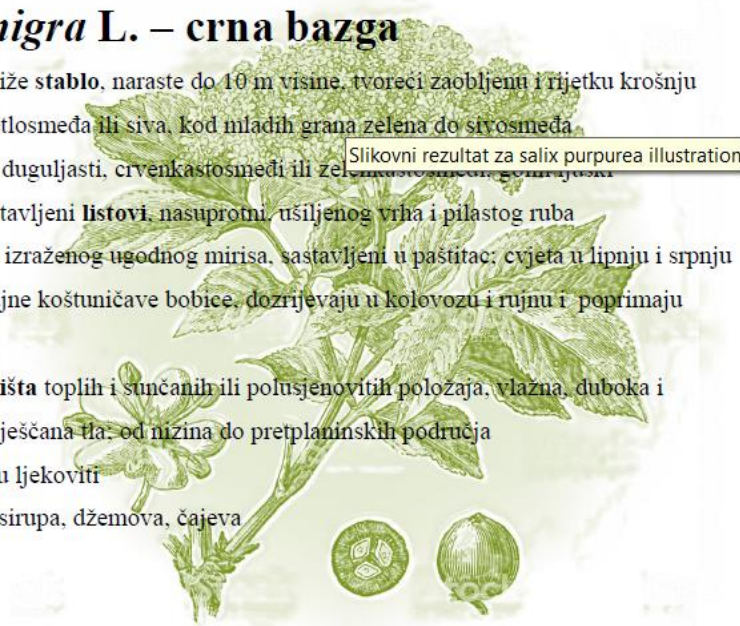 nigra L. – crna bazga
iže stablo, naraste do 10 m visine, tvoreći zaobljenu i rijetku krošnju
tlosmeđa ili siva, kod mladih grana zelena do sivosmeđa
Slikovni rezultat za salix purpurea illustration
duguljasti, crvenkastosmeđi ili zelenkastosmeđi, goli ljuski
tavljeni listovi, nasuprotni, ušiljenog vrha i pilastog ruba
izraženog ugodnog mirisa, sastavljeni u paštitac; cvjeta u lipnju i srpnju
jne koštuničave bobice, dozrijevaju u kolovozu i rujnu i poprimaju
išta toplih i sunčanih ili polusjenovitih položaja, vlažna, duboka i
ješčana tla; od nizina do pretplaninskih područja
u ljekoviti
sirupa, džemova, čajeva